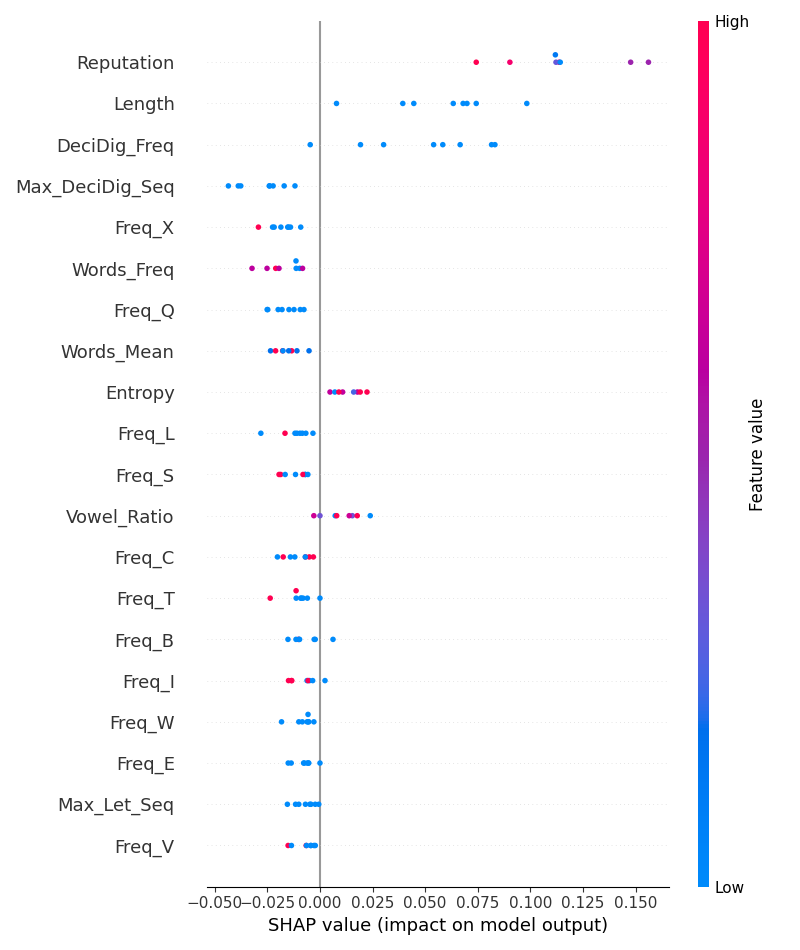 High
Reputation
Length
DeciDig_Freq
Max_DeciDig_Seq
Freq_X
Words_Freq
Freq_Q
Words_Mean
Entropy
Freq_L
Freq_S
Vowel_Ratio
Freq_C
Freq_T
Freq_B
Freq_I
Freq_W
Freq_E
Max_Let_Seq
Freq_V
Feature value
Low
−0.050 −0.025 0.000 0.025 0.050 0.075 0.100 0.125 0.150
SHAP value (impact on model output)